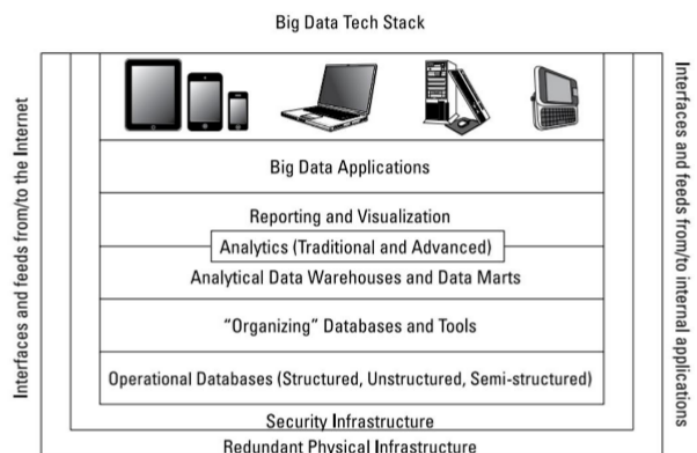 Big Data Tech Stack
Interfaces and feeds from/to the Internet
Interfaces and feeds from/to internal applications
Big Data Applications
Reporting and Visualization
Analytics (Traditional and Advanced)
Analytical Data Warehouses and Data Marts
“Organizing” Databases and Tools
Operational Databases (Structured, Unstructured, Semi-structured)
Security Infrastructure
Redundant Physical Infrastructure